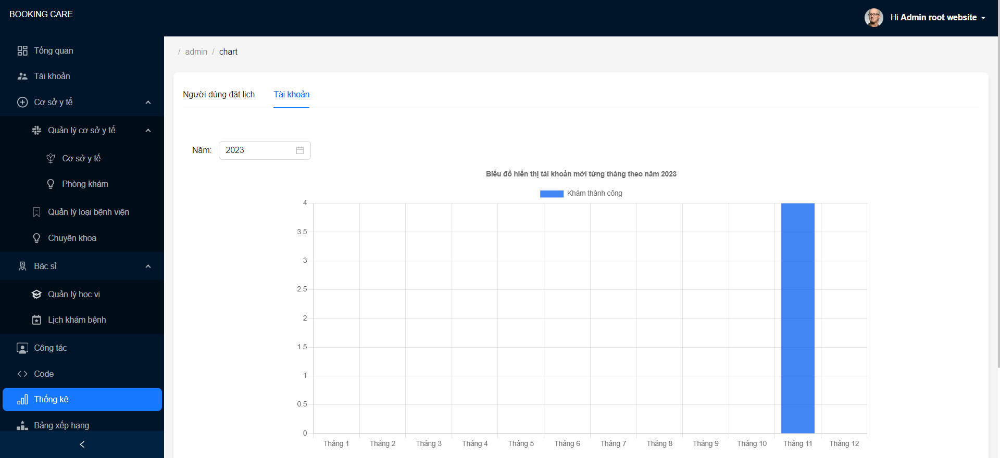 BOOKING CARE
Hi Admin root website
Tổng quan
Tài khoản
Cơ sở y tế
Quản lý cơ sở y tế
Cơ sở y tế
Phòng khám
Quản lý loại bệnh viện
Chuyên khoa
Bác sĩ
Quản lý học vị
Lịch khám bệnh
Công tác
Code
Thống kê
Bảng xếp hạng
/ admin / chart
Người dùng đặt lịch Tài khoản
Năm: 2023
Biểu đồ hiển thị tài khoản mới từng tháng theo năm 2023
Khám thành công
4
3.5
3
2.5
2
1.5
1
0.5
0
Tháng 1 Tháng 2 Tháng 3 Tháng 4 Tháng 5 Tháng 6 Tháng 7 Tháng 8 Tháng 9 Tháng 10 Tháng 11 Tháng 12